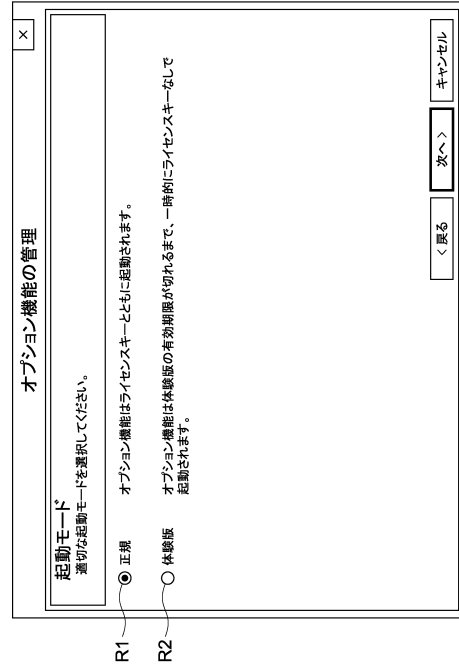 オプション機能の管理
×
起動モード
適切な起動モードを選択してください。
R1
正規
オプション機能はライセンスキーとともに起動されます。
R2
体験版
オプション機能は体験版の有効期限が切れるまで、一時的にライセンスキーなしで
起動されます。
< 戻る
次へ >
キャンセル